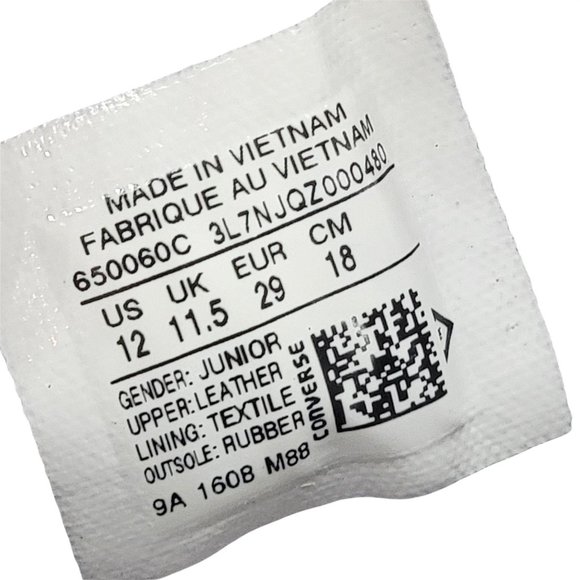 MADE IN VIETNAM
FABRIQUE AU VIETNAM
650060C 3L7NJQZ000480
US UK EUR CM
12 11.5 29 18
GENDER: JUNIOR
UPPER: LEATHER
LINING: TEXTILE
OUTSOLE: RUBBER
CONVERSE
9A 1608 M88